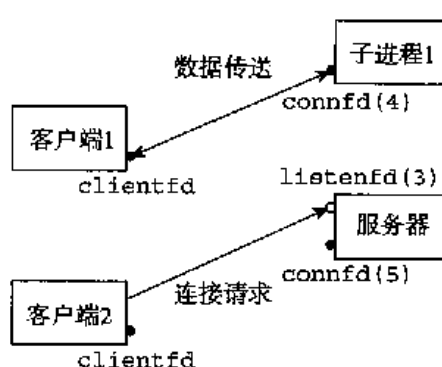 子进程1
数据传送
connfd(4)
客户端1
clientfd
listenfd(3)
服务器
connfd(5)
连接请求
客户端2
clientfd